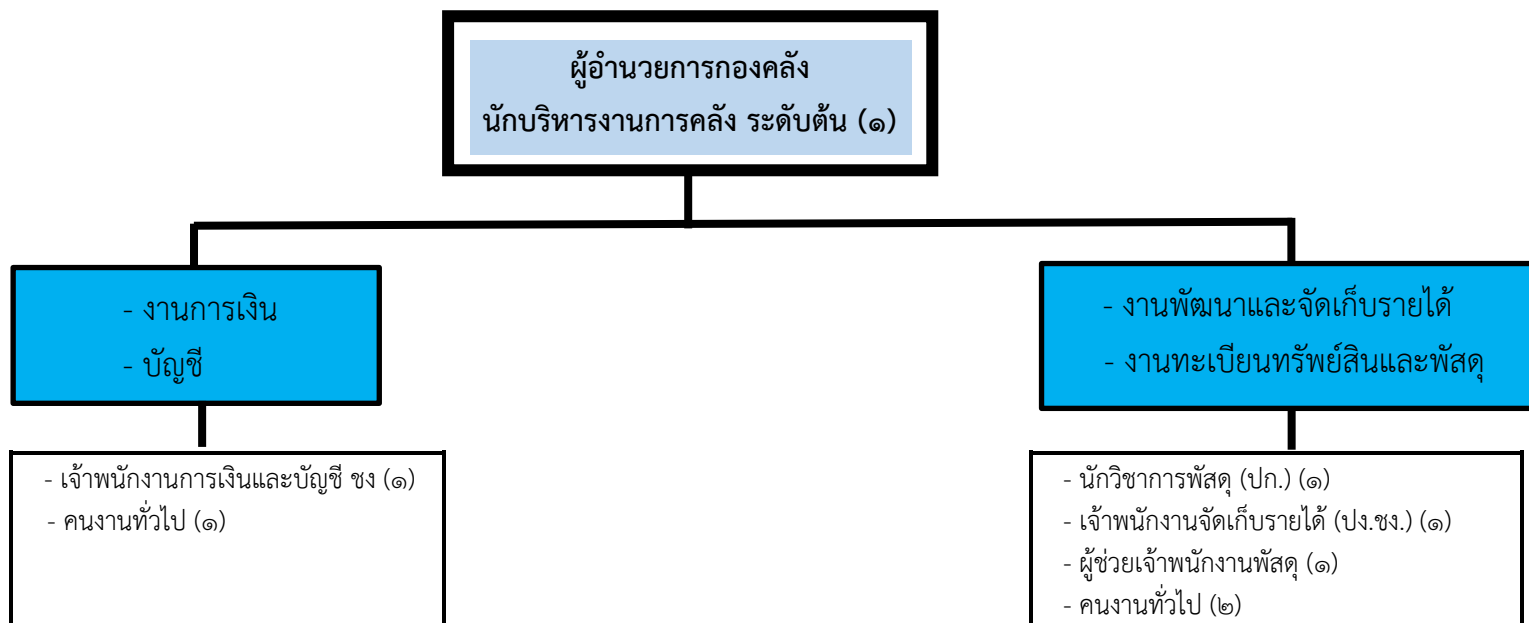 ผู้อำนวยการกองคลัง
นักบริหารงานการคลัง ระดับต้น (๑)
- งานการเงิน
- บัญชี
- เจ้าพนักงานการเงินและบัญชี ชง (๑)
- คนงานทั่วไป (๑)
- งานพัฒนาและจัดเก็บรายได้
- งานทะเบียนทรัพย์สินและพัสดุ
- นักวิชาการพัสดุ (ปก.) (๑)
- เจ้าพนักงานจัดเก็บรายได้ (ปง.ชง.) (๑)
- ผู้ช่วยเจ้าพนักงานพัสดุ (๑)
- คนงานทั่วไป (๒)